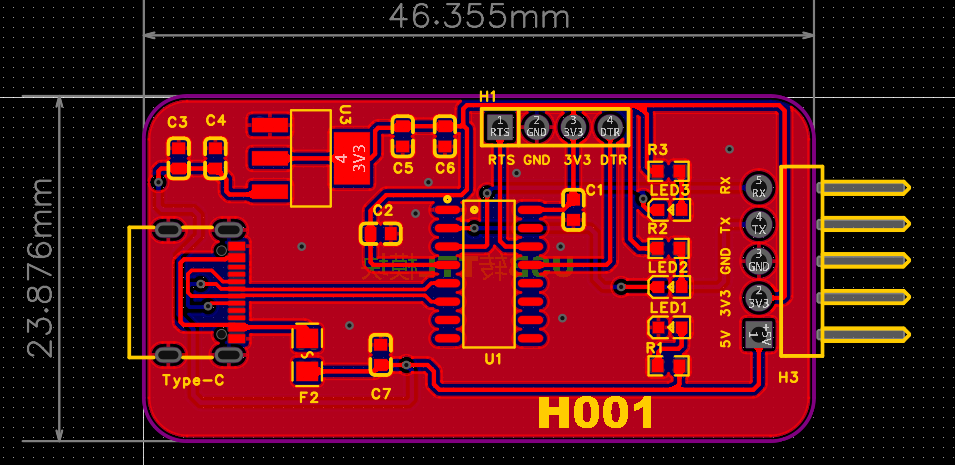 46.355mm
23.876mm
H1
C3
C4
U3
1
RTS
2
GND
3
3V3
4
DTR
4
3V3
C5
C6
RTS GND 3V3 DTR
R3
LED3
C1
C2
R2
LED2
LED1
R1
RX
TX
GND
3V3
5V
5
RX
4
TX
3
GND
2
3V3
1
+5V
H3
U1
Type-C
F2
C7
H001